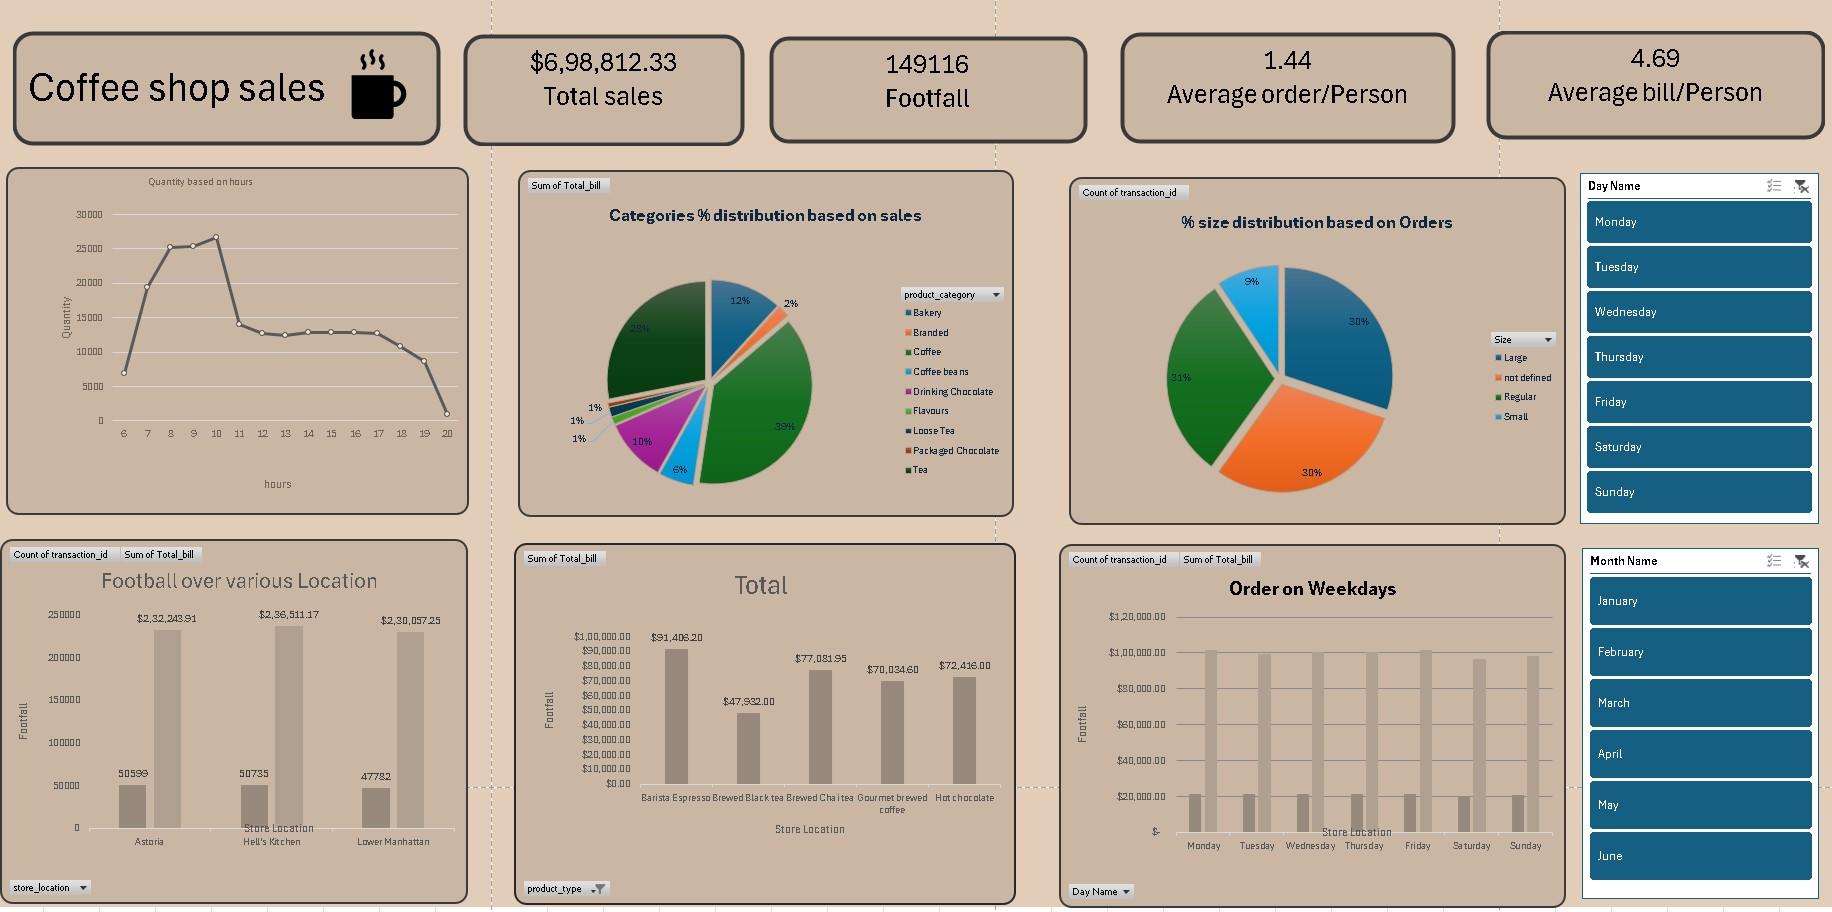 Coffee shop sales
$6,98,812.33
Total sales
149116
Footfall
1.44
Average order/Person
4.69
Average bill/Person
Quantity based on hours
30000
25000
20000
15000
10000
5000
0
Quantity
6 7 8 9 10 11 12 13 14 15 16 17 18 19 20
hours
Sum of Total_bill
Categories % distribution based on sales
12%
2%
39%
6%
10%
1%
1%
1%
28%
product_category
Bakery
Branded
Coffee
Coffee beans
Drinking Chocolate
Flavours
Loose Tea
Packaged Chocolate
Tea
Count of transaction_id
% size distribution based on Orders
9%
30%
31%
30%
Size
Large
not defined
Regular
Small
Day Name
Monday
Tuesday
Wednesday
Thursday
Friday
Saturday
Sunday
Count of transaction_id Sum of Total_bill
Football over various Location
250000
200000
150000
100000
50000
0
Footfall
$2,32,243.91
$2,36,511.17
$2,30,057.25
50599
50735
47782
Store Location
Astoria Hell's Kitchen Lower Manhattan
store_location
Sum of Total_bill
Total
$1,00,000.00
$90,000.00
$80,000.00
$70,000.00
$60,000.00
$50,000.00
$40,000.00
$30,000.00
$20,000.00
$10,000.00
$0.00
Footfall
$91,406.20
$47,932.00
$77,081.95
$70,034.60
$72,416.00
Barista Espresso Brewed Black tea Brewed Chai tea Gourmet brewed Hot chocolate
coffee
Store Location
product_type
Count of transaction_id Sum of Total_bill
Order on Weekdays
$1,20,000.00
$1,00,000.00
$80,000.00
$60,000.00
$40,000.00
$20,000.00
$-
Footfall
Store Location
Monday Tuesday Wednesday Thursday Friday Saturday Sunday
Day Name
Month Name
January
February
March
April
May
June